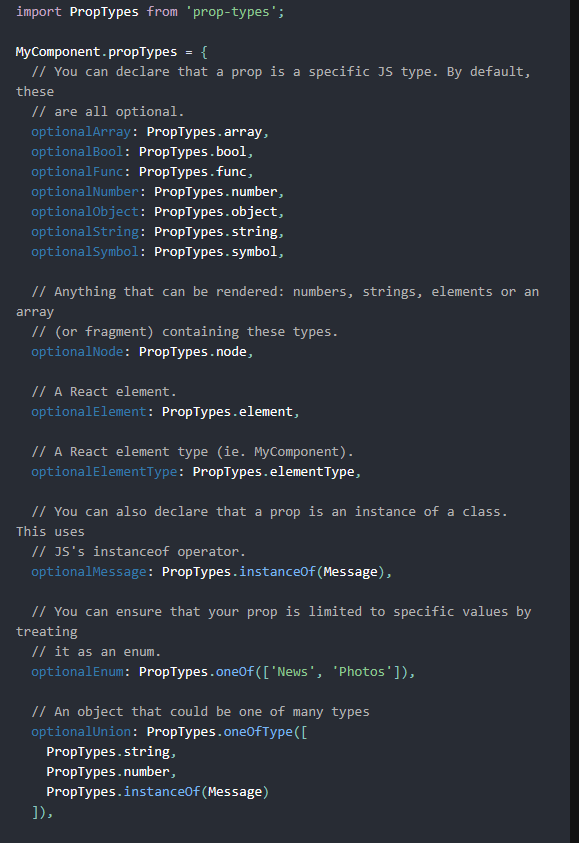 import PropTypes from 'prop-types';
MyComponent.propTypes = {
// You can declare that a prop is a specific JS type. By default,
these
// are all optional.
optionalArray: PropTypes.array,
optionalBool: PropTypes.bool,
optionalFunc: PropTypes.func,
optionalNumber: PropTypes.number,
optionalObject: PropTypes.object,
optionalString: PropTypes.string,
optionalSymbol: PropTypes.symbol,
// Anything that can be rendered: numbers, strings, elements or an
array
// (or fragment) containing these types.
optionalNode: PropTypes.node,
// A React element.
optionalElement: PropTypes.element,
// A React element type (ie. MyComponent).
optionalElementType: PropTypes.elementType,
// You can also declare that a prop is an instance of a class.
This uses
// JS's instanceof operator.
optionalMessage: PropTypes.instanceOf(Message),
// You can ensure that your prop is limited to specific values by
treating
// it as an enum.
optionalEnum: PropTypes.oneOf(['News', 'Photos']),
// An object that could be one of many types
optionalUnion: PropTypes.oneOfType([
PropTypes.string,
PropTypes.number,
PropTypes.instanceOf(Message)
]),